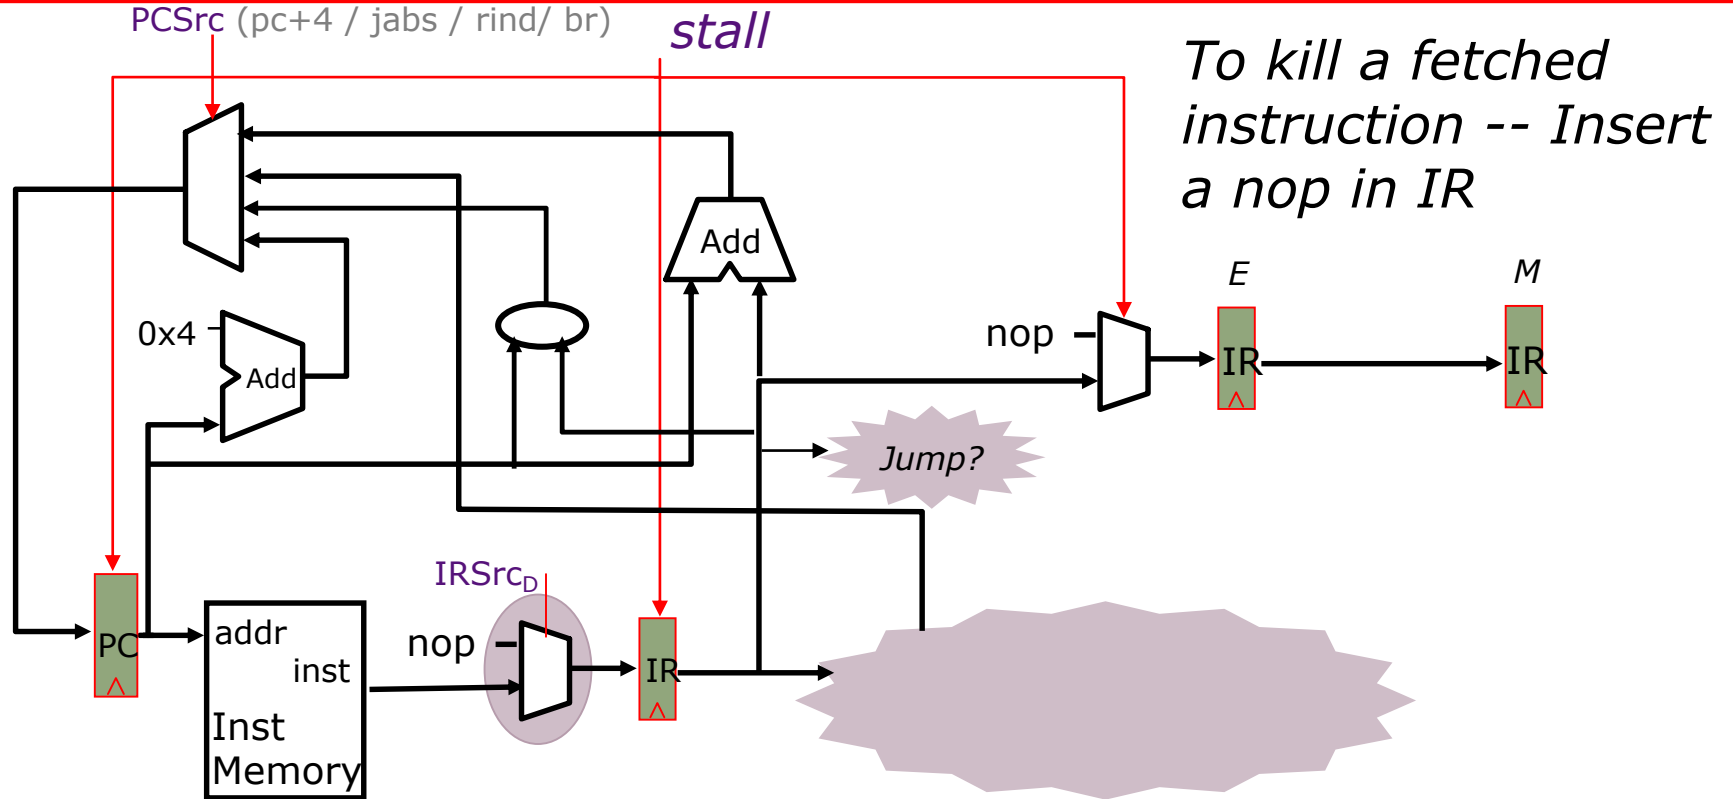 PCSrc (pc+4 / jabs / rind/ br)
stall
To kill a fetched
instruction -- Insert
a nop in IR
Add
E
M
0x4
Add
nop
IR
IR
Jump?
IRSrcD
PC
addr
inst
Inst
Memory
nop
IR